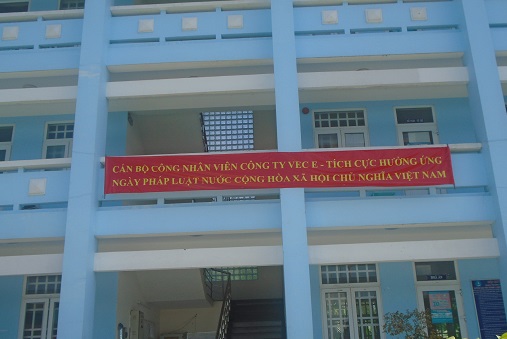 CÁN BỘ CÔNG NHÂN VIÊN CÔNG TY VEC E - TÍCH CỰC HƯỞNG ỨNG
NGÀY PHÁP LUẬT NƯỚC CỘNG HÒA XÃ HỘI CHỦ NGHĨA VIỆT NAM